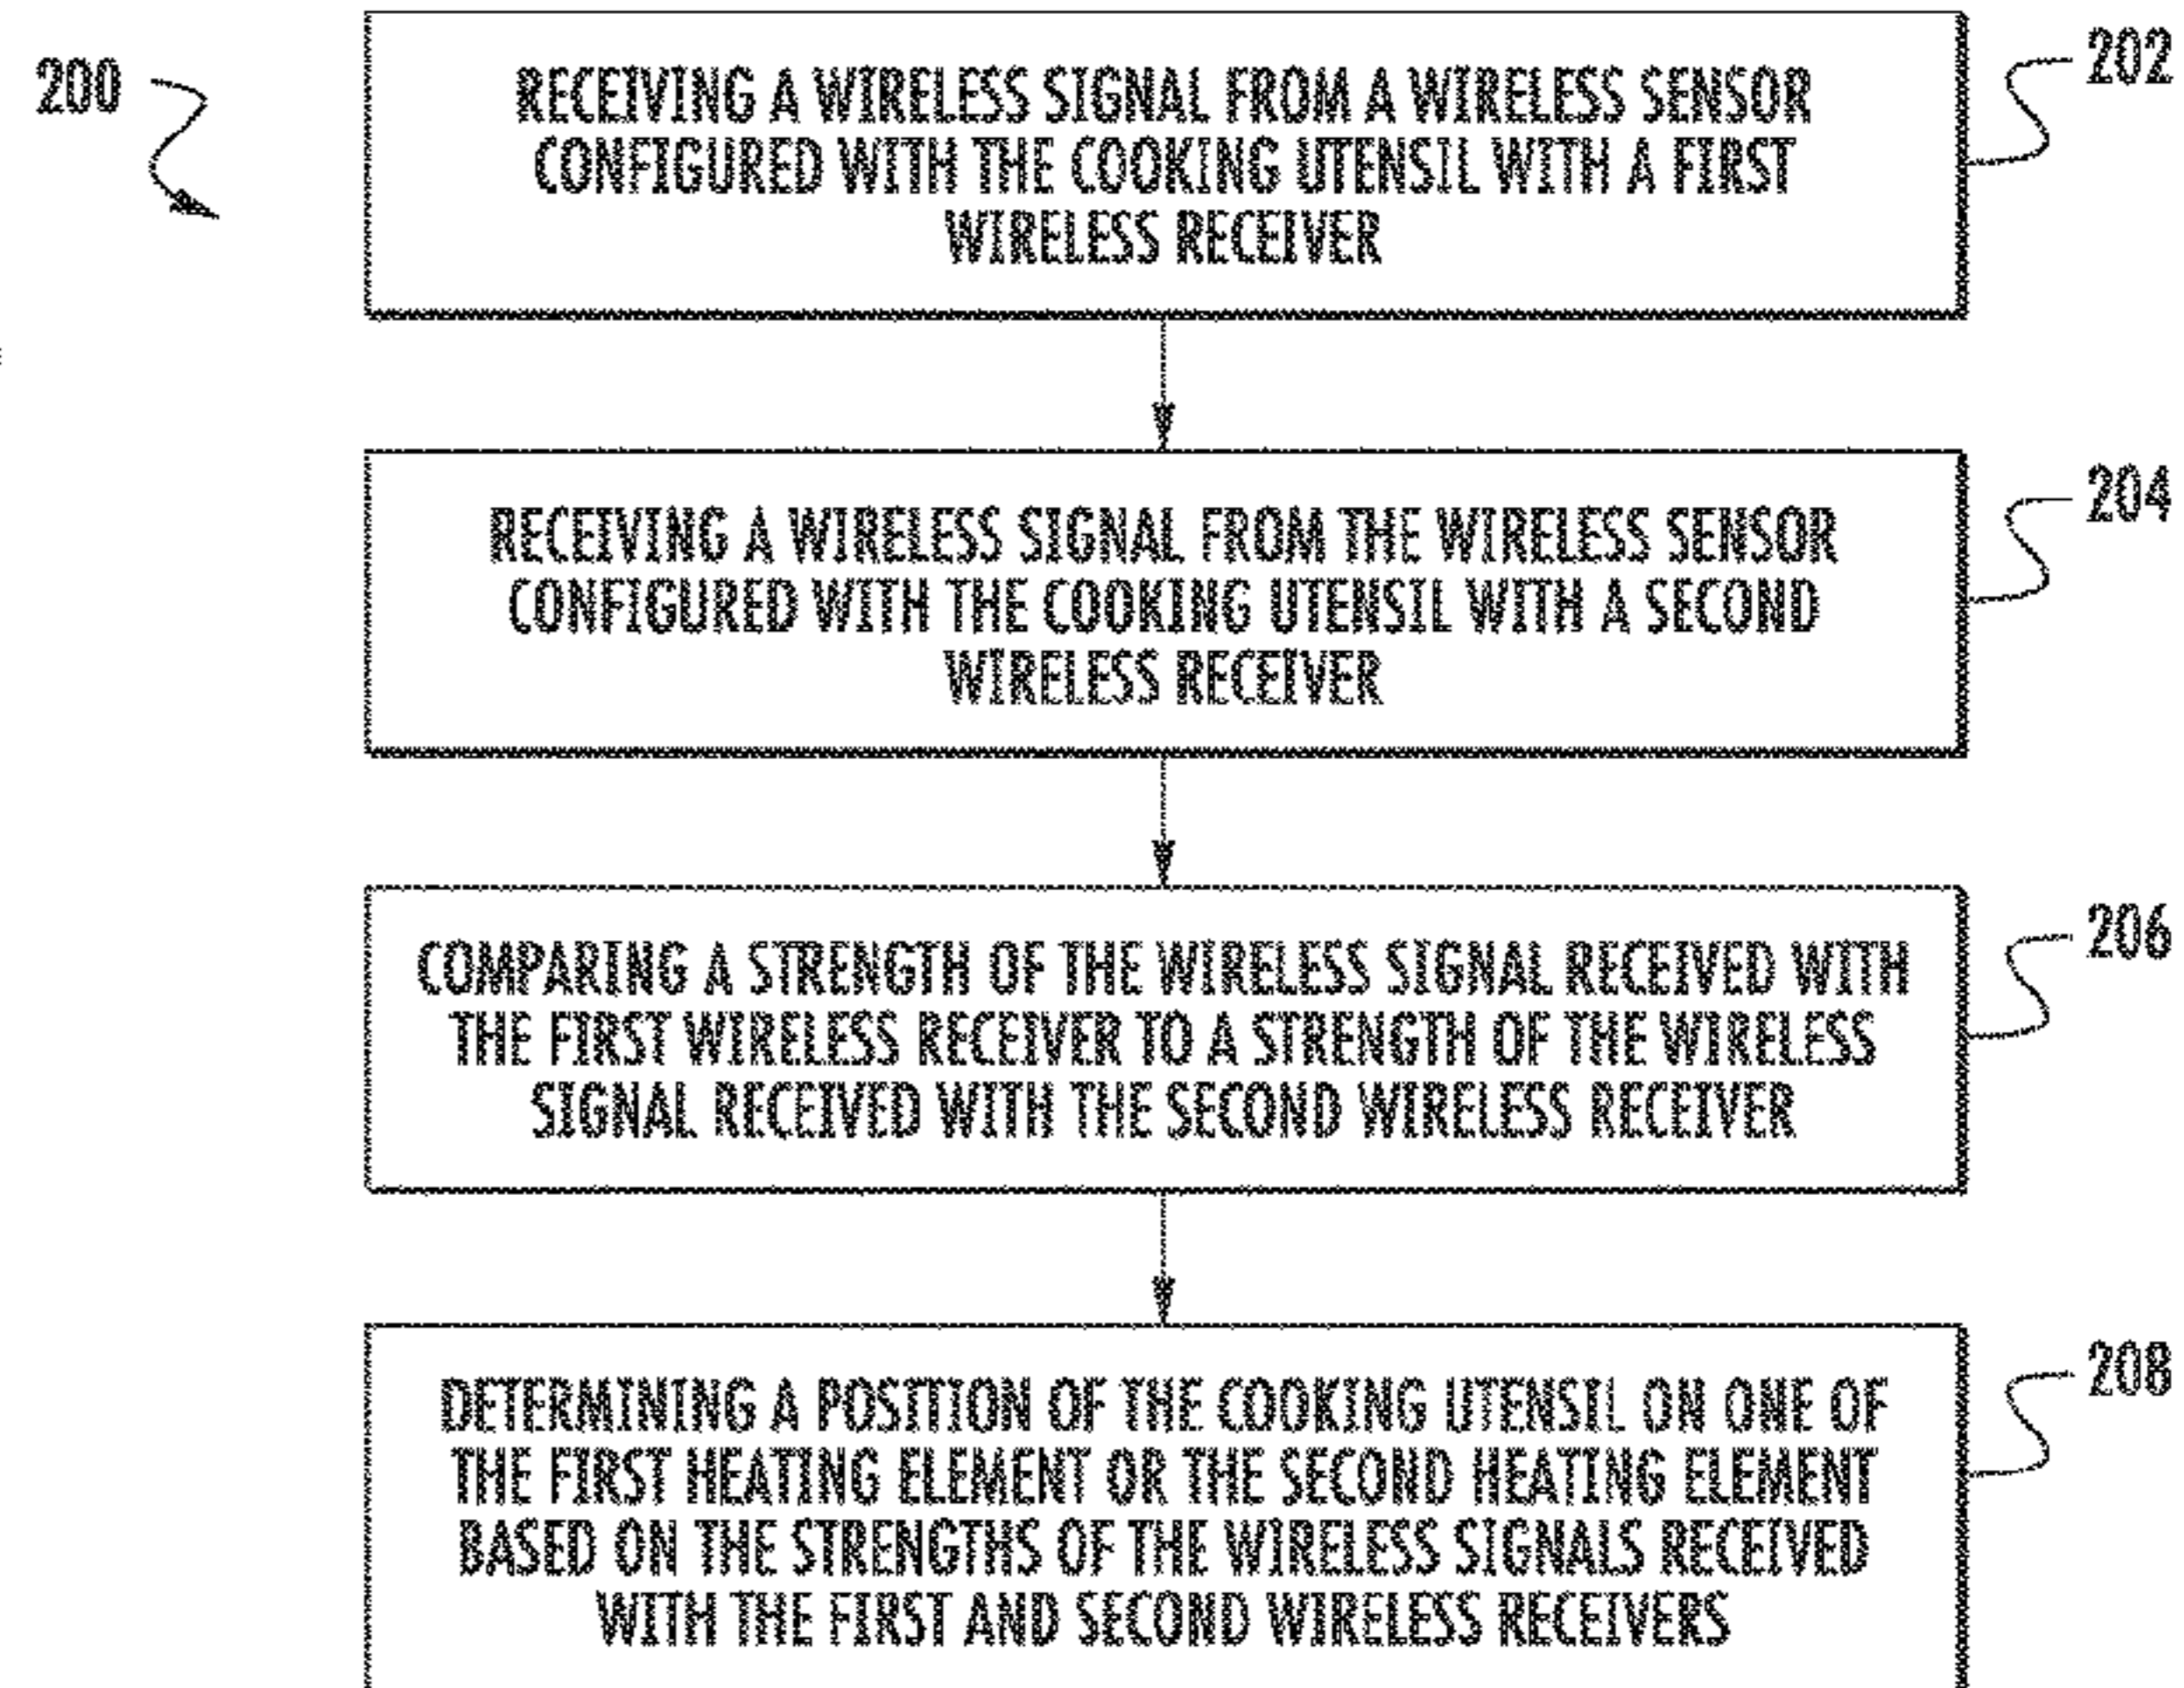 200
RECEIVING A WIRELESS SIGNAL FROM A WIRELESS SENSOR
CONFIGURED WITH THE COOKING UTENSIL WITH A FIRST
WIRELESS RECEIVER
202
RECEIVING A WIRELESS SIGNAL FROM THE WIRELESS SENSOR
CONFIGURED WITH THE COOKING UTENSIL WITH A SECOND
WIRELESS RECEIVER
204
COMPARING A STRENGTH OF THE WIRELESS SIGNAL RECEIVED WITH
THE FIRST WIRELESS RECEIVER TO A STRENGTH OF THE WIRELESS
SIGNAL RECEIVED WITH THE SECOND WIRELESS RECEIVER
206
DETERMINING A POSITION OF THE COOKING UTENSIL ON ONE OF
THE FIRST HEATING ELEMENT OR THE SECOND HEATING ELEMENT
BASED ON THE STRENGTHS OF THE WIRELESS SIGNALS RECEIVED
WITH THE FIRST AND SECOND WIRELESS RECEIVERS
208